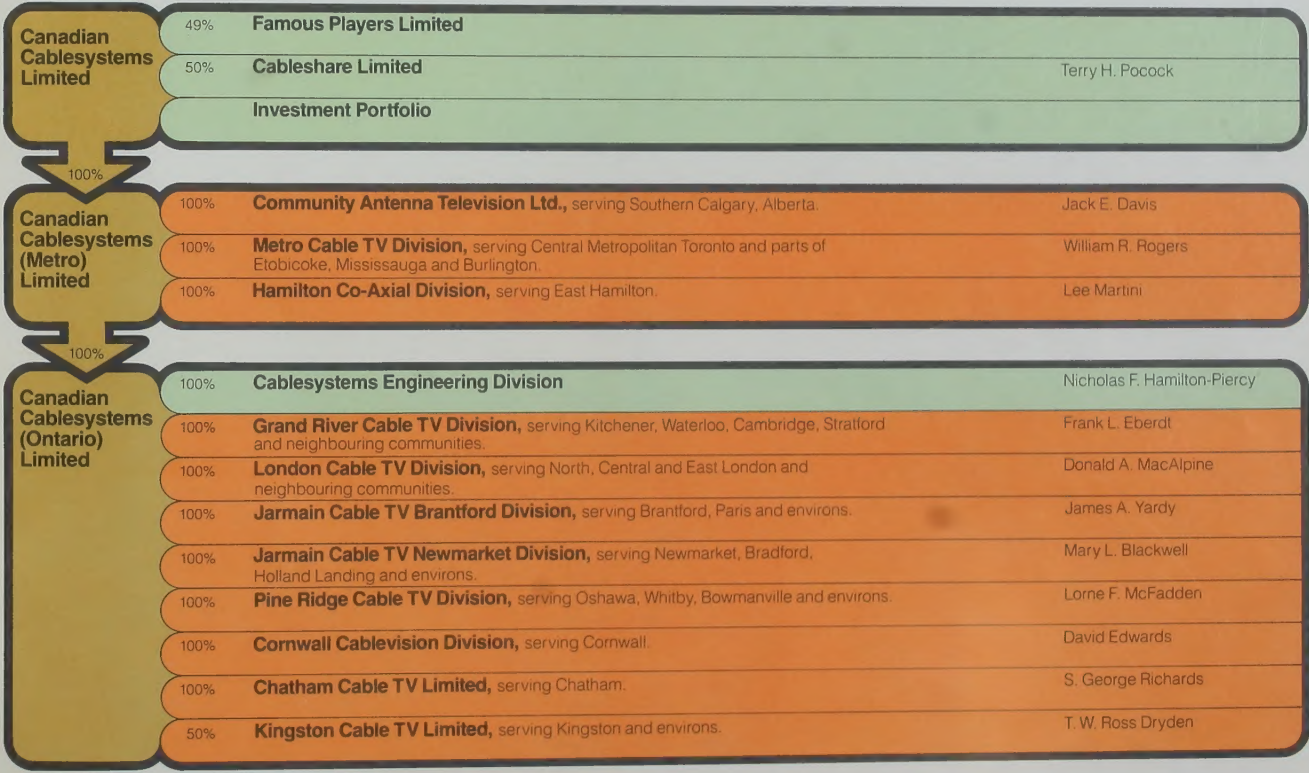 Canadian
Cablesystems
Limited
49% Famous Players Limited
50% Cableshare Limited Terry H. Pocock
Investment Portfolio
100%
Canadian
Cablesystems
(Metro)
Limited
100% Community Antenna Television Ltd., serving Southern Calgary, Alberta. Jack E. Davis
100% Metro Cable TV Division, serving Central Metropolitan Toronto and parts of William R. Rogers
Etobicoke, Mississauga and Burlington.
100% Hamilton Co-Axial Division, serving East Hamilton. Lee Martini
100%
Canadian
Cablesystems
(Ontario)
Limited
100% Cablesystems Engineering Division Nicholas F. Hamilton-Piercy
100% Grand River Cable TV Division, serving Kitchener, Waterloo, Cambridge, Stratford Frank L. Eberdt
and neighbouring communities.
100% London Cable TV Division, serving North, Central and East London and Donald A. MacAlpine
neighbouring communities.
100% Jarmain Cable TV Brantford Division, serving Brantford, Paris and environs. James A. Yardy
100% Jarmain Cable TV Newmarket Division, serving Newmarket, Bradford, Mary L. Blackwell
Holland Landing and environs.
100% Pine Ridge Cable TV Division, serving Oshawa, Whitby, Bowmanville and environs. Lorne F. McFadden
100% Cornwall Cablevision Division, serving Cornwall. David Edwards
100% Chatham Cable TV Limited, serving Chatham. S. George Richards
50% Kingston Cable TV Limited, serving Kingston and environs. T. W. Ross Dryden